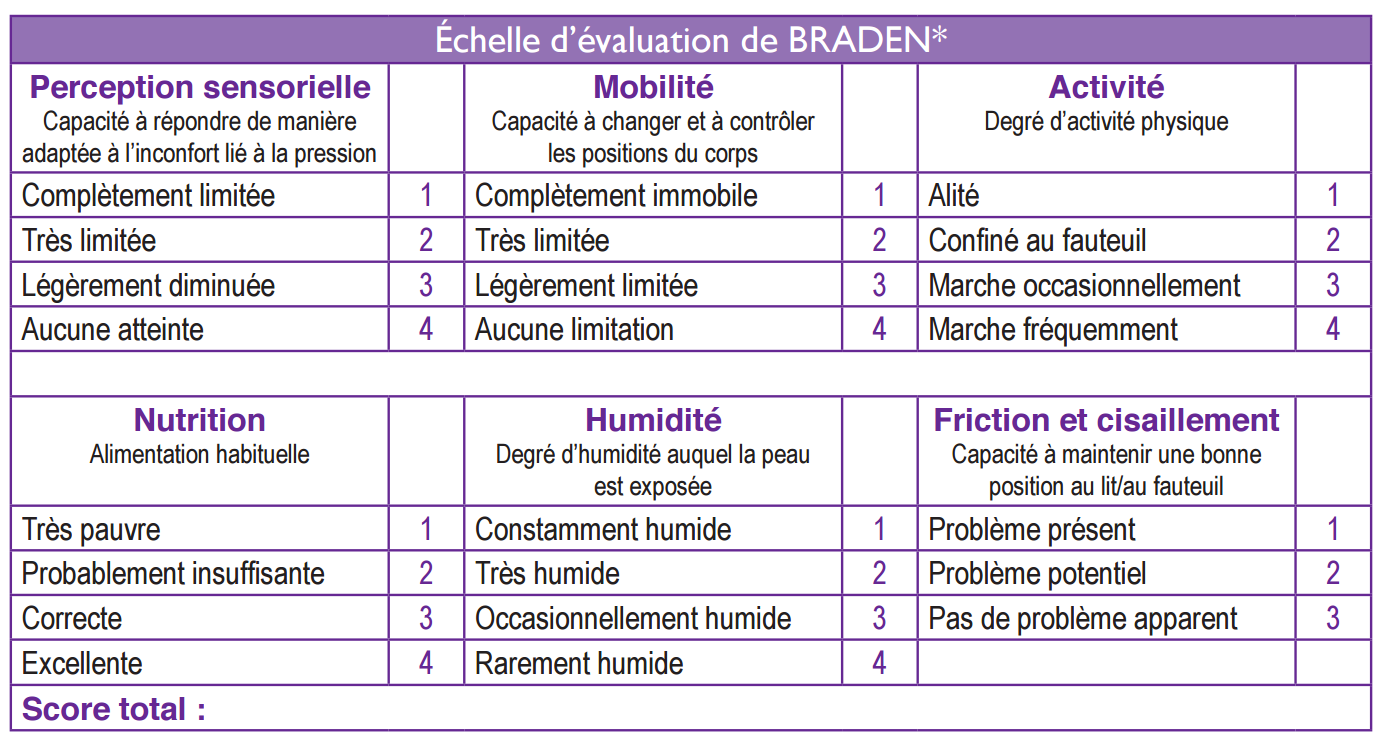 Échelle d’évaluation de BRADEN*
Perception sensorielle Mobilité Activité
Capacité à répondre de manière Capacité à changer et à contrôler Degré d’activité physique
adaptée à l’inconfort lié à la pression les positions du corps
Complètement limitée 1 Complètement immobile 1 Alité 1
Très limitée 2 Très limitée 2 Confiné au fauteuil 2
Légèrement diminuée 3 Légèrement limitée 3 Marche occasionnellement 3
Aucune atteinte 4 Aucune limitation 4 Marche fréquemment 4
Nutrition Humidité Friction et cisaillement
Alimentation habituelle Degré d’humidité auquel la peau Capacité à maintenir une bonne
est exposée position au lit/au fauteuil
Très pauvre 1 Constamment humide 1 Problème présent 1
Probablement insuffisante 2 Très humide 2 Problème potentiel 2
Correcte 3 Occasionnellement humide 3 Pas de problème apparent 3
Excellente 4 Rarement humide 4
Score total :